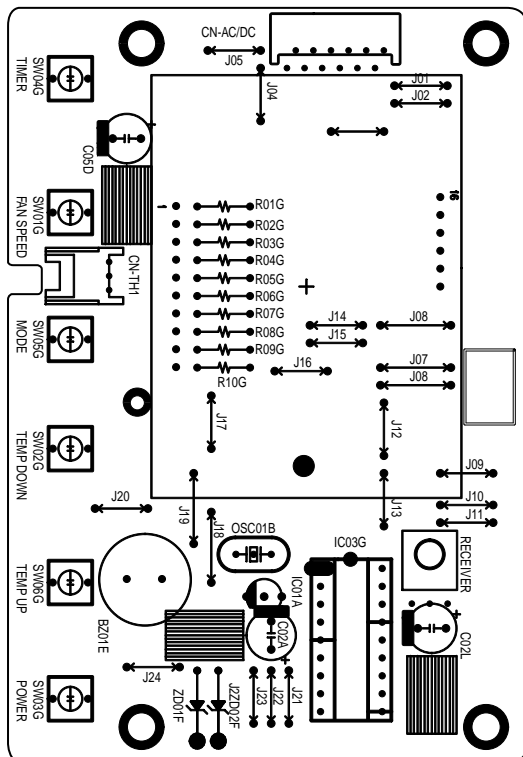 CN-AC/DC
J05
J04
J01
J02
SW04G
TIMER
C05D
+
SW01G
FAN SPEED
1
16
R01G
R02G
R03G
R04G
R05G
R06G
R07G
R08G
R09G
R10G
CN-TH1
J14
J15
J16
J08
J07
J08
SW05G
MODE
J17
J12
SW02G
TEMP DOWN
J09
J10
J11
J20
J19
J18
J13
OSC01B
IC03G
RECEIVER
SW06G
TEMP UP
BZ01E
IC01A
C02A
+
C02L
+
J24
ZD01F
J2ZD02F
J23
J22
J21
SW03G
POWER